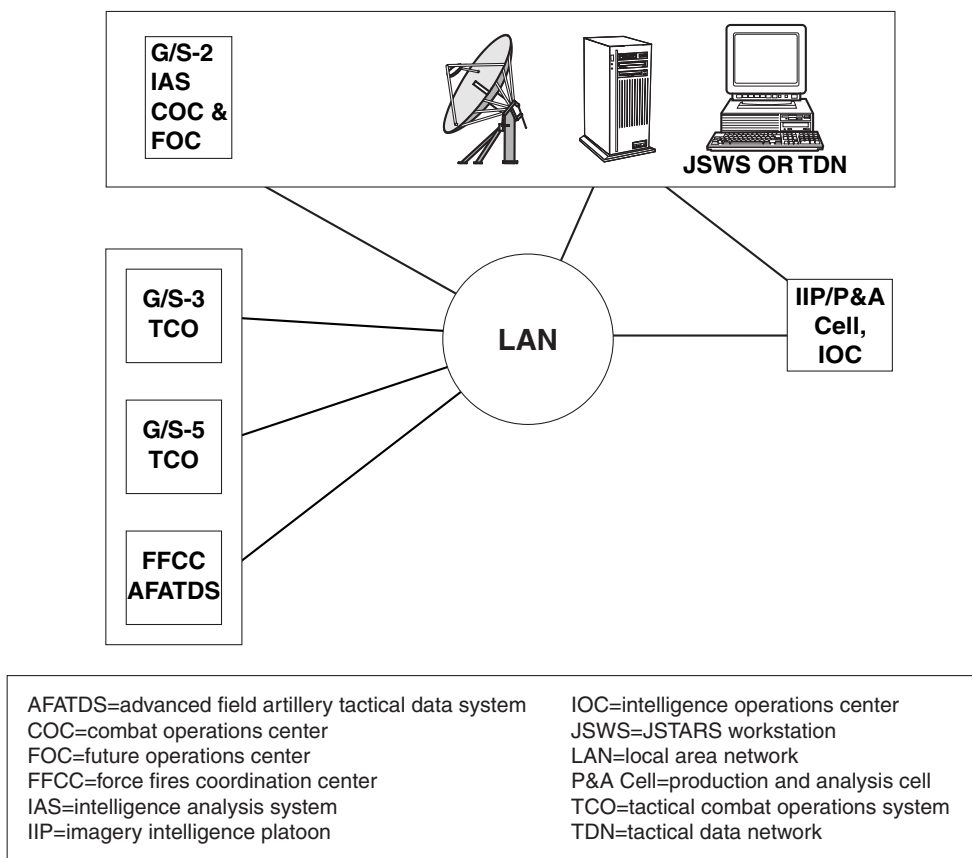 G/S-2
IAS
COC &
FOC
JSWS OR TDN
G/S-3
TCO
LAN
IIP/P&A
Cell,
IOC
G/S-5
TCO
FFCC
AFATDS
AFATDS=advanced field artillery tactical data system
COC=combat operations center
FOC=future operations center
FFCC=force fires coordination center
IAS=intelligence analysis system
IIP=imagery intelligence platoon
IOC=intelligence operations center
JSWS=JSTARS workstation
LAN=local area network
P&A Cell=production and analysis cell
TCO=tactical combat operations system
TDN=tactical data network